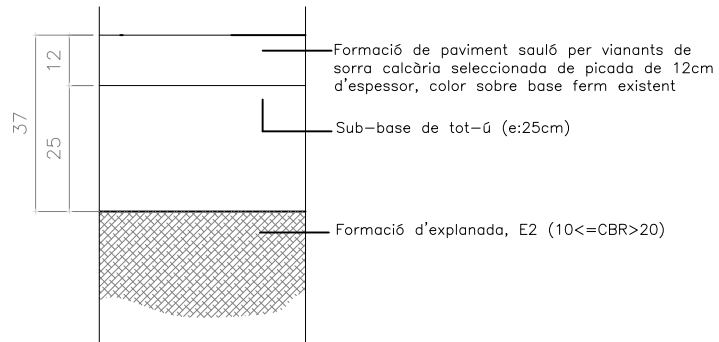 12
37
25
Formació de paviment sauló per vianants de
sorra calcària seleccionada de picada de 12cm
d'espessor, color sobre base ferm existent
Sub-base de tot-ú (e:25cm)
Formació d'explanada, E2 (10<=CBR>20)